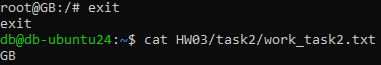 root@GB:/# exit
exit
db@db-ubuntu24:~$ cat HW03/task2/work_task2.txt
GB